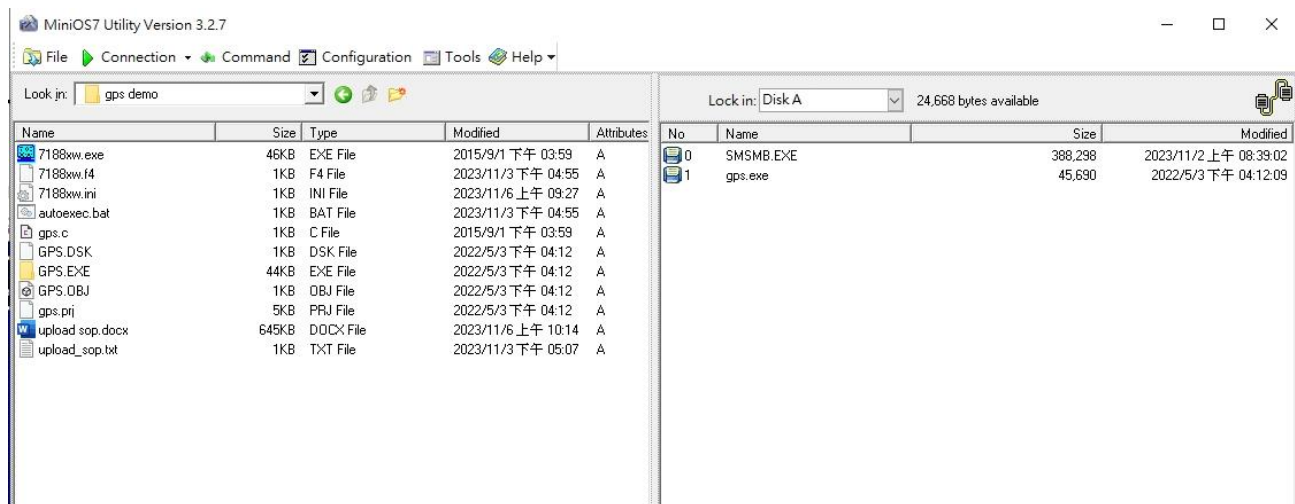 MiniOS7 Utility Version 3.2.7
File Connection Command Configuration Tools Help
Look in: gps demo
Name Size Type Modified Attributes
7188xw.exe 46KB EXE File 2015/9/1 下午 03:59 A
7188xw.f4 1KB F4 File 2023/11/3 下午 04:55 A
7188xw.ini 1KB INI File 2023/11/6 上午 09:27 A
autoexec.bat 1KB BAT File 2023/11/3 下午 04:55 A
gps.c 1KB C File 2015/9/1 下午 03:59 A
GPS.DSK 1KB DSK File 2022/5/3 下午 04:12 A
GPS.EXE 44KB EXE File 2022/5/3 下午 04:12 A
GPS.OBJ 1KB OBJ File 2022/5/3 下午 04:12 A
gps.prj 5KB PRJ File 2022/5/3 下午 04:12 A
upload sop.docx 645KB DOCX File 2023/11/6 上午 10:14 A
upload_sop.txt 1KB TXT File 2023/11/3 下午 05:07 A
Lock in: Disk A 24,668 bytes available
No Name Size Modified
0 SMSMB.EXE 388,298 2023/11/2 上午 08:39:02
1 gps.exe 45,690 2022/5/3 下午 04:12:09